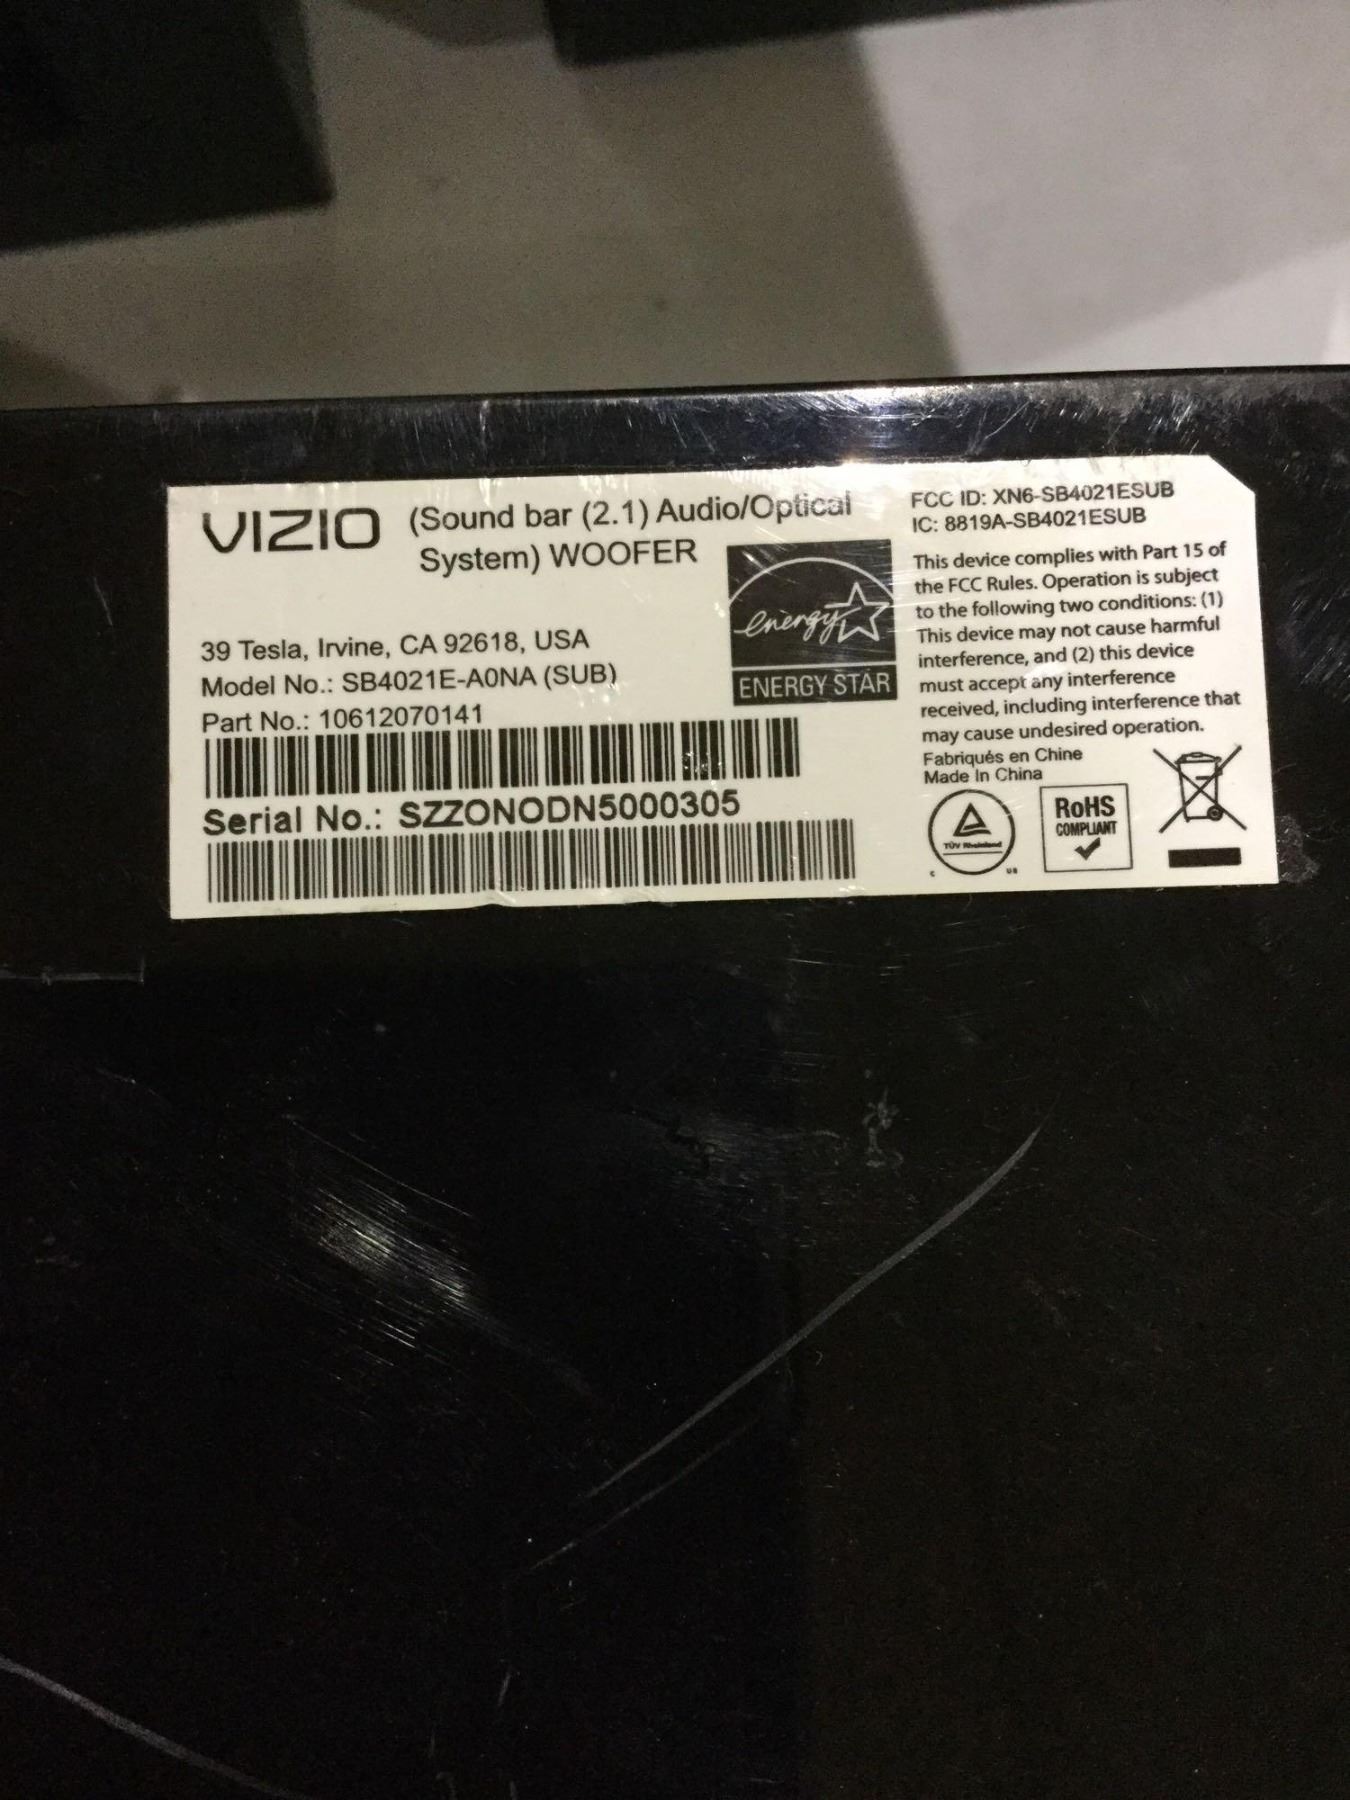 VIZIO (Sound bar (2.1) Audio/Optical
System) WOOFER
39 Tesla, Irvine, CA 92618, USA
Model No.: SB4021E-A0NA (SUB)
Part No.: 10612070141
Serial No.: SZZONODN5000305
energy
ENERGY STAR
FCC ID: XN6-SB4021ESUB
IC: 8819A-SB4021ESUB
This device complies with Part 15 of
the FCC Rules. Operation is subject
to the following two conditions: (1)
This device may not cause harmful
interference, and (2) this device
must accept any interference
received, including interference that
may cause undesired operation.
Fabriqués en Chine
Made In China
TÜV Rheinland
C US
RoHS
COMPLIANT